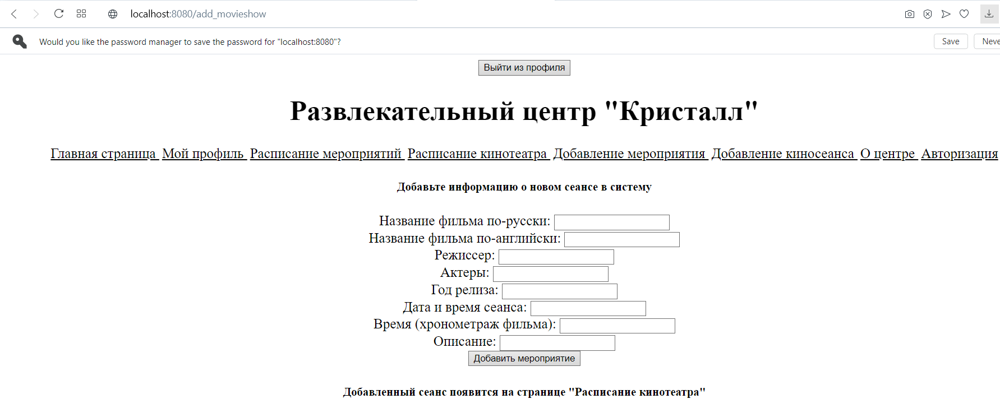 localhost:8080/add_movieshow
Would you like the password manager to save the password for "localhost:8080"?
Save
Neve
Выйти из профиля
Развлекательный центр "Кристалл"
Главная страница Мой профиль Расписание мероприятий Расписание кинотеатра Добавление мероприятия Добавление киносеанса О центре Авторизация
Добавьте информацию о новом сеансе в систему
Название фильма по-русски:
Название фильма по-английски:
Режиссер:
Актеры:
Год релиза:
Дата и время сеанса:
Время (хронометраж фильма):
Описание:
Добавить мероприятие
Добавленный сеанс появится на странице "Расписание кинотеатра"